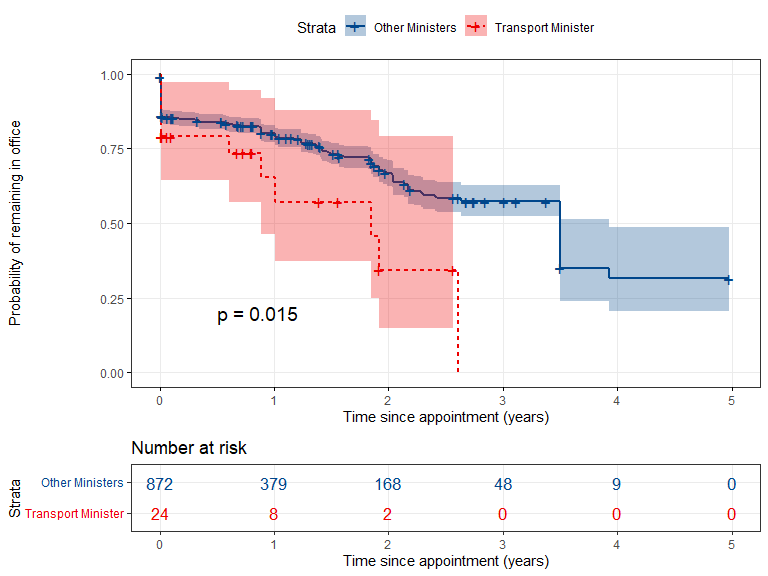 Strata Other Ministers Transport Minister
Probability of remaining in office
1.00
0.75
0.50
0.25
0.00
p = 0.015
0 1 2 3 4 5
Time since appointment (years)
Number at risk
Strata
Other Ministers 872 379 168 48 9 0
Transport Minister 24 8 2 0 0 0
0 1 2 3 4 5
Time since appointment (years)